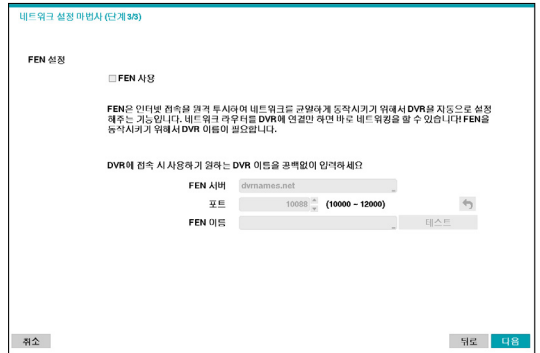 네트워크 설정 마법사 (단계 3/3)
FEN 설정
FEN 사용
FEN은 인터넷 접속을 원격 투시하여 네트워크를 균일하게 동작시키기 위해서 DVR을 자동으로 설정
해주는 기능입니다. 네트워크 라우터를 DVR에 연결만 하면 바로 네트워킹을 할 수 있습니다! FEN을
동작시키기 위해서 DVR 이름이 필요합니다.
DVR에 접속 시 사용하기 원하는 DVR 이름을 공백없이 입력하세요
FEN 서버 dvrnames.net
포트 10088 (10000 ~ 12000)
FEN 이름 테스트
취소 뒤로 다음